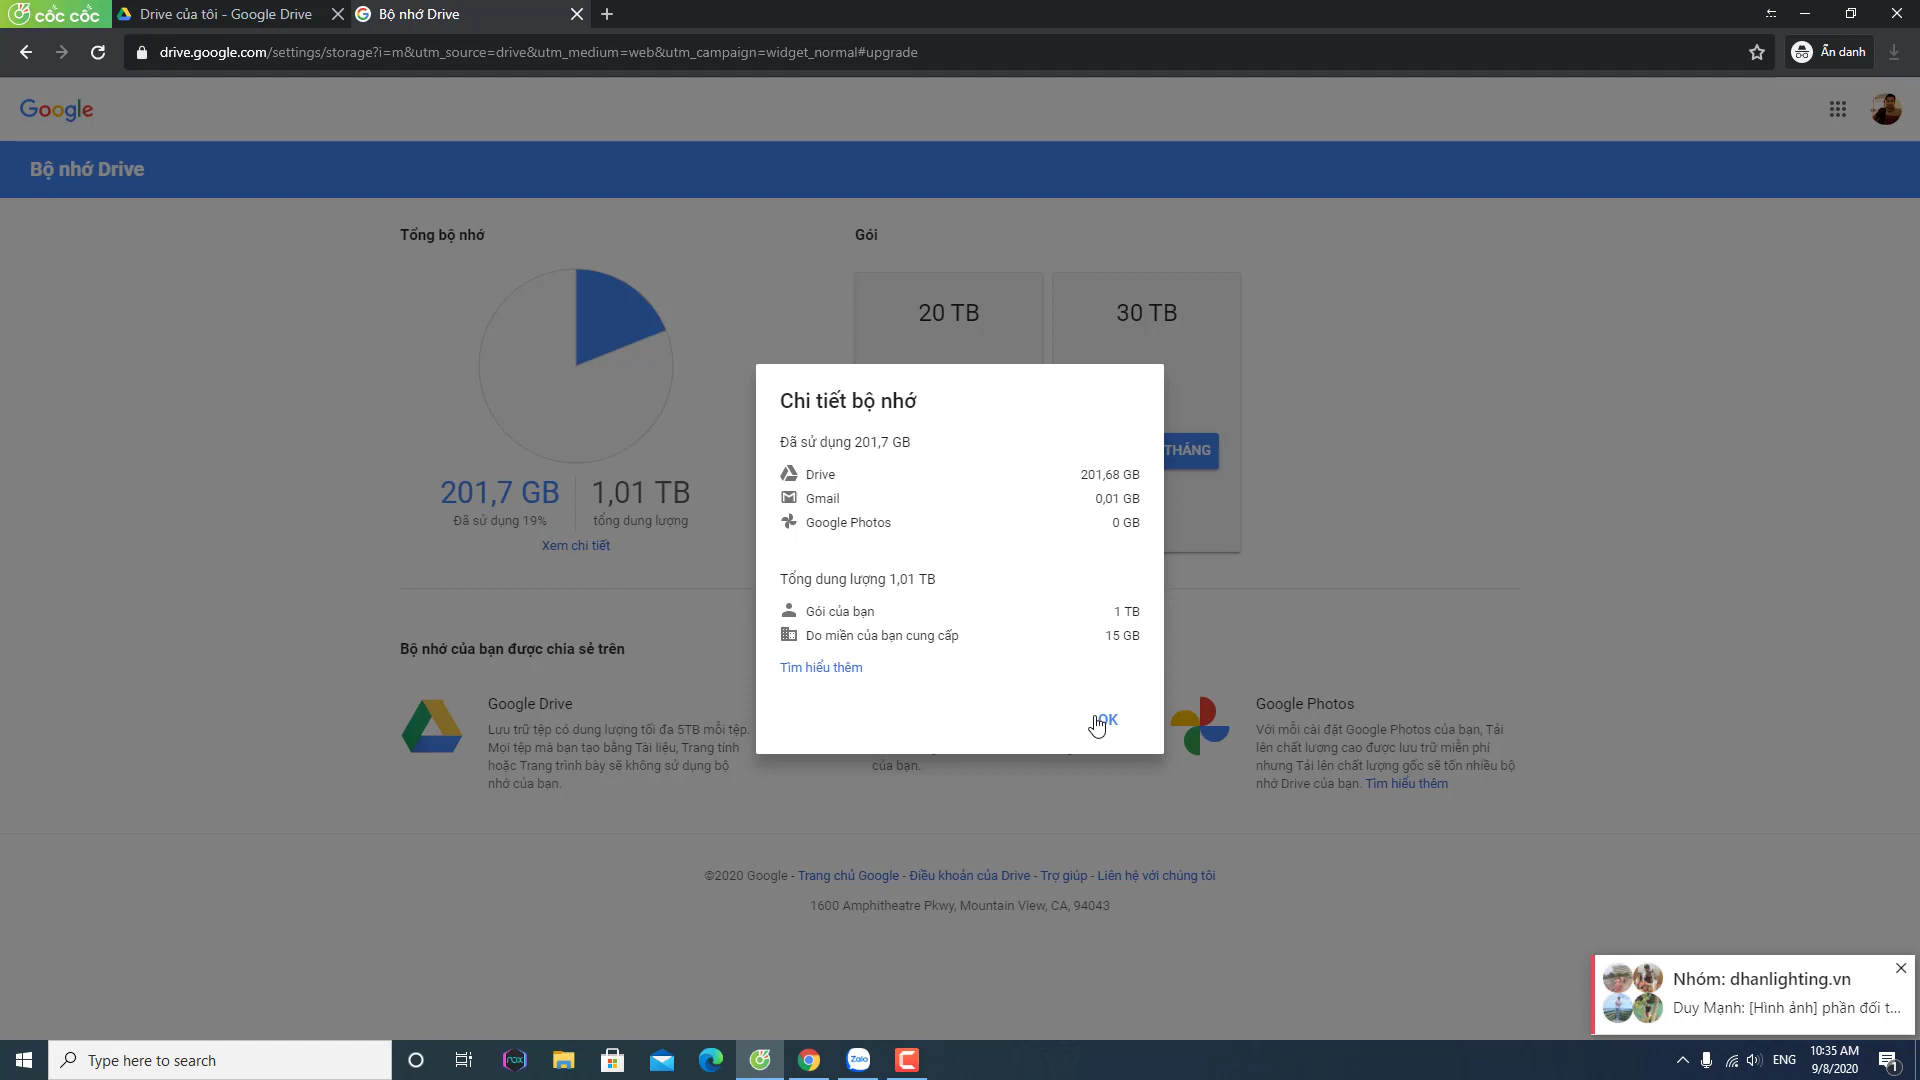 cốc cốc
Drive của tôi - Google Drive
Bộ nhớ Drive
drive.google.com/settings/storage?i=m&utm_source=drive&utm_medium=web&utm_campaign=widget_normal#upgrade
Ẩn danh
Google
Bộ nhớ Drive
Tổng bộ nhớ
Gói
20 TB
30 TB
THÁNG
201,7 GB
Đã sử dụng 19%
1,01 TB
tổng dung lượng
Xem chi tiết
Chi tiết bộ nhớ
Đã sử dụng 201,7 GB
Drive 201,68 GB
Gmail 0,01 GB
Google Photos 0 GB
Tổng dung lượng 1,01 TB
Gói của bạn 1 TB
Do miền của bạn cung cấp 15 GB
Tìm hiểu thêm
OK
Bộ nhớ của bạn được chia sẻ trên
Google Drive
Lưu trữ tệp có dung lượng tối đa 5TB mỗi tệp.
Mọi tệp mà bạn tạo bằng Tài liệu, Trang tính
hoặc Trang trình bày sẽ không sử dụng bộ
nhớ của bạn.
của bạn.
Google Photos
Với mỗi cài đặt Google Photos của bạn, Tải
lên chất lượng cao được lưu trữ miễn phí
nhưng Tải lên chất lượng gốc sẽ tốn nhiều bộ
nhớ Drive của bạn. Tìm hiểu thêm
©2020 Google - Trang chủ Google - Điều khoản của Drive - Trợ giúp - Liên hệ với chúng tôi
1600 Amphitheatre Pkwy, Mountain View, CA, 94043
Nhóm: dhanlighting.vn
Duy Mạnh: [Hình ảnh] phần đối t...
Type here to search
nox
Zalo
ENG
10:35 AM
9/8/2020
1